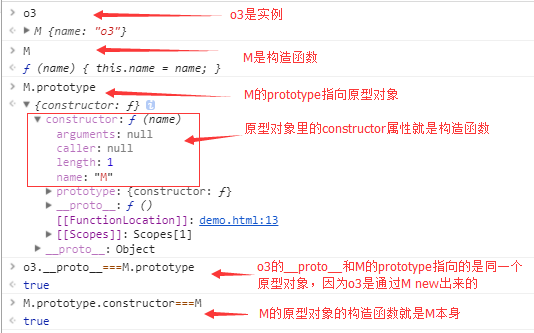 > o3
o3是实例
< ▶ M {name: "o3"}
> M
M是构造函数
< ƒ (name) { this.name = name; }
> M.prototype
M的prototype指向原型对象
< ▼ {constructor: ƒ} i
▼ constructor: ƒ (name)
arguments: null
原型对象里的constructor属性就是构造函数
caller: null
length: 1
name: "M"
▶ prototype: {constructor: ƒ}
▶ __proto__: ƒ ()
[[FunctionLocation]]: demo.html:13
▶ [[Scopes]]: Scopes[1]
▶ __proto__: Object
> o3.__proto__===M.prototype
o3的__proto__和M的prototype指向的是同一个
原型对象，因为o3是通过M new出来的
< true
> M.prototype.constructor===M
M的原型对象的构造函数就是M本身
< true